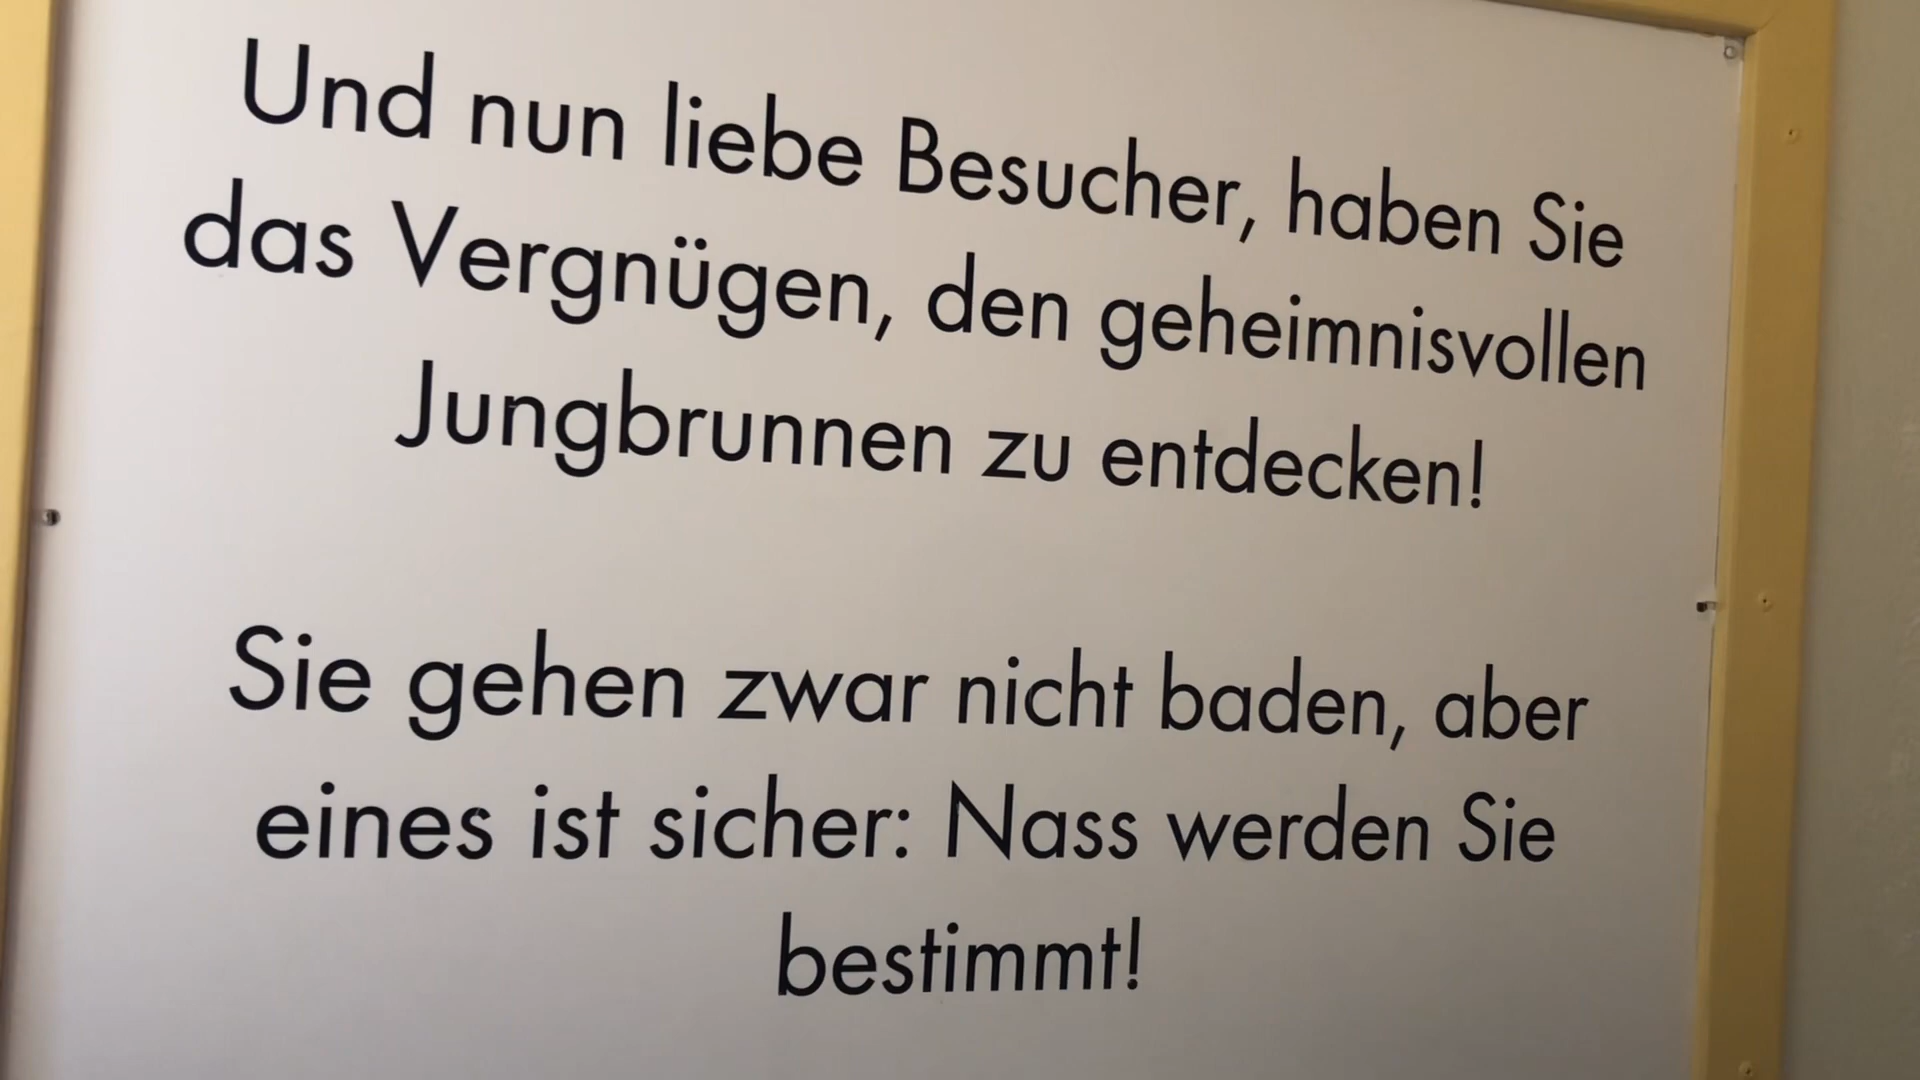 Und nun liebe Besucher, haben Sie
das Vergnügen, den geheimnisvollen
Jungbrunnen zu entdecken!
Sie gehen zwar nicht baden, aber
eines ist sicher: Nass werden Sie
bestimmt!